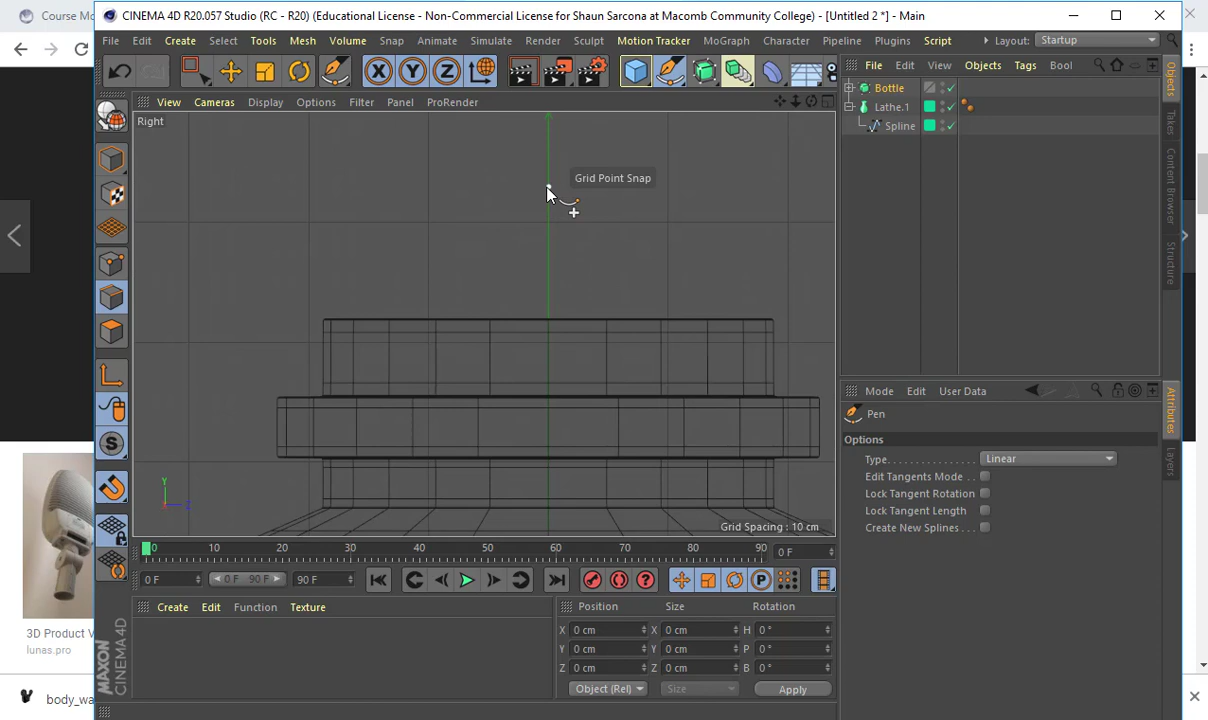 Course M
CINEMA 4D R20.057 Studio (RC - R20) (Educational License - Non-Commercial License for Shaun Sarcona at Macomb Community College) - [Untitled 2 *] - Main
File Edit Create Select Tools Mesh Volume Snap Animate Simulate Render Sculpt Motion Tracker MoGraph Character Pipeline Plugins Script Layout: Startup
X Y Z
File Edit View Objects Tags Bool
View Cameras Display Options Filter Panel ProRender
Bottle
Lathe.1
Spline
Right
Grid Point Snap
Objects
Takes
Content Browser
Structure
Mode Edit User Data
Pen
Options
Type Linear
Edit Tangents Mode
Lock Tangent Rotation
Lock Tangent Length
Create New Splines
Attributes
Layers
S
Y
Z
Grid Spacing : 10 cm
0 10 20 30 40 50 60 70 80 90 0 F
0 F 0 F 90 F 90 F
P
Create Edit Function Texture
Position Size Rotation
X 0 cm X 0 cm H 0 °
Y 0 cm Y 0 cm P 0 °
Z 0 cm Z 0 cm B 0 °
Object (Rel) Size Apply
MAXON
CINEMA 4D
3D Product V
lunas.pro
body_wa